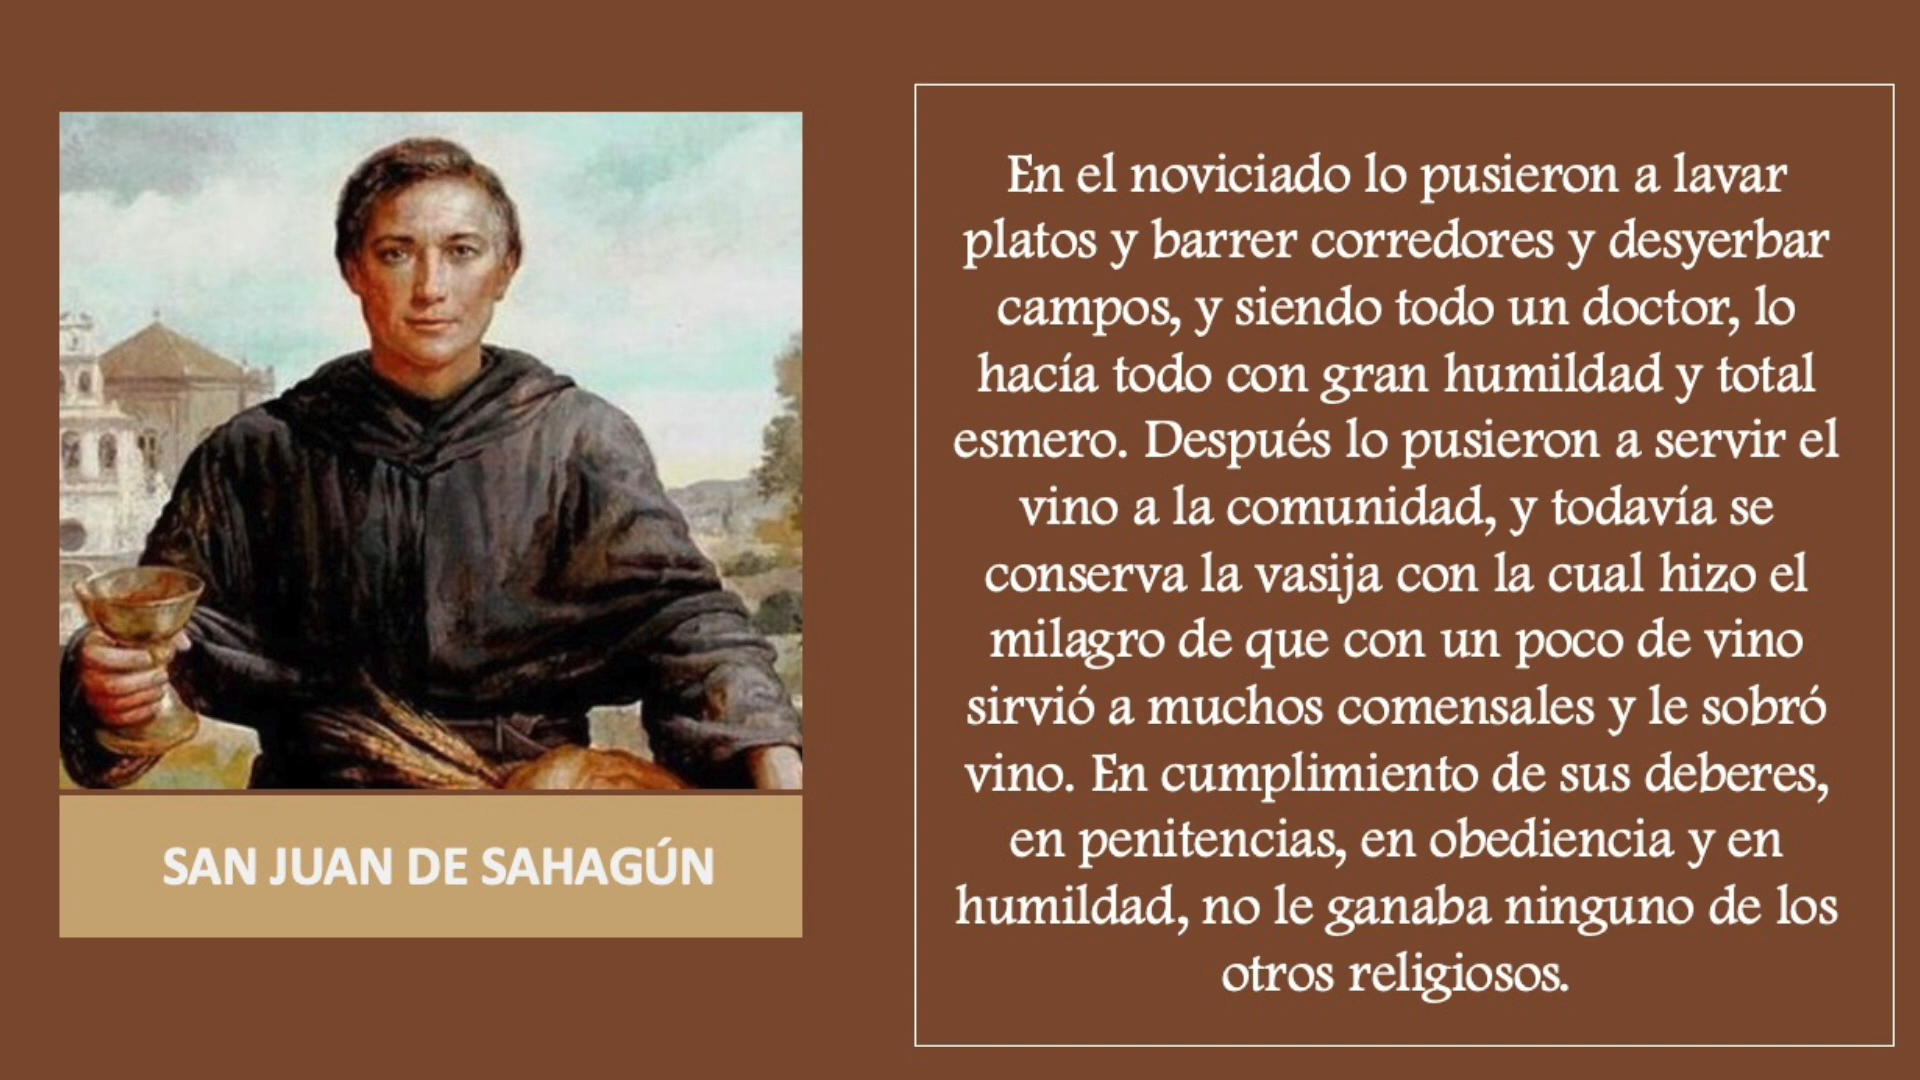 SAN JUAN DE SAHAGÚN
En el noviciado lo pusieron a lavar
platos y barrer corredores y desyerbar
campos, y siendo todo un doctor, lo
hacía todo con gran humildad y total
esmero. Después lo pusieron a servir el
vino a la comunidad, y todavía se
conserva la vasija con la cual hizo el
milagro de que con un poco de vino
sirvió a muchos comensales y le sobró
vino. En cumplimiento de sus deberes,
en penitencias, en obediencia y en
humildad, no le ganaba ninguno de los
otros religiosos.